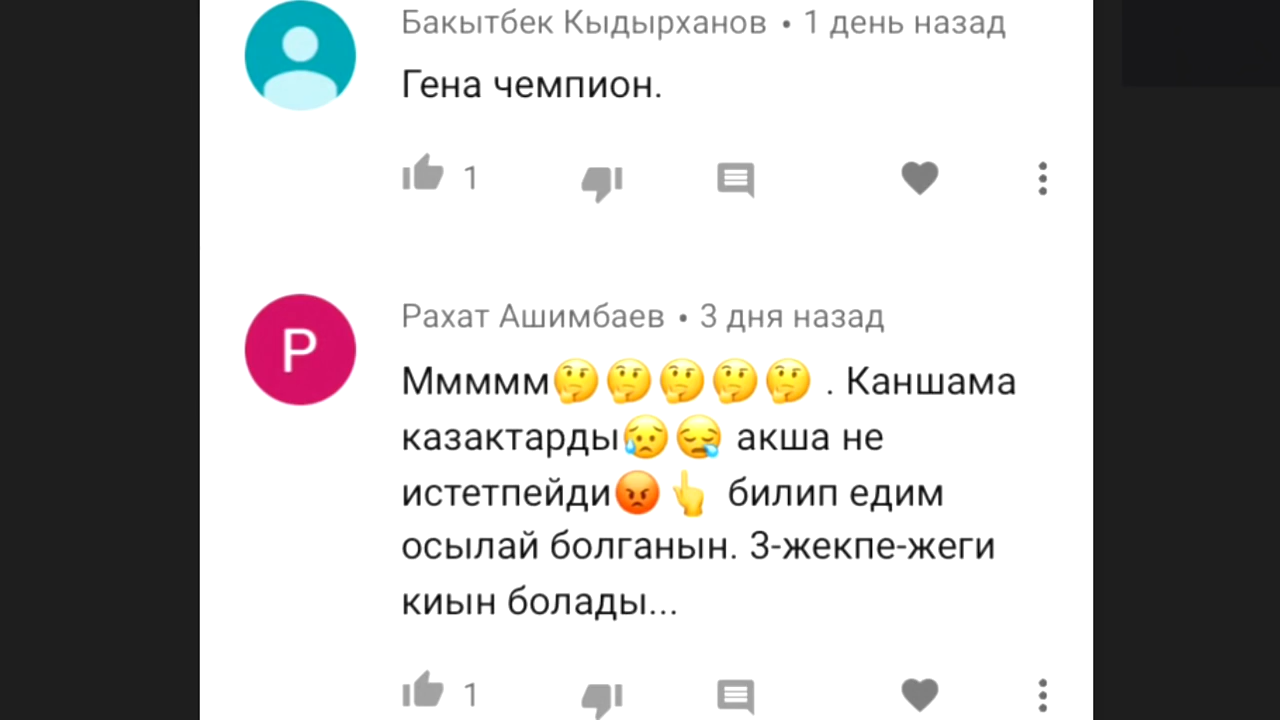 Бакытбек Кыдырханов • 1 день назад
Гена чемпион.
1
Р
Рахат Ашимбаев • 3 дня назад
Ммммм🤔🤔🤔🤔🤔 . Каншама
казактарды😥😪 акша не
истетпейди😡👆 билип едим
осылай болганын. 3-жекпе-жеги
киын болады...
1